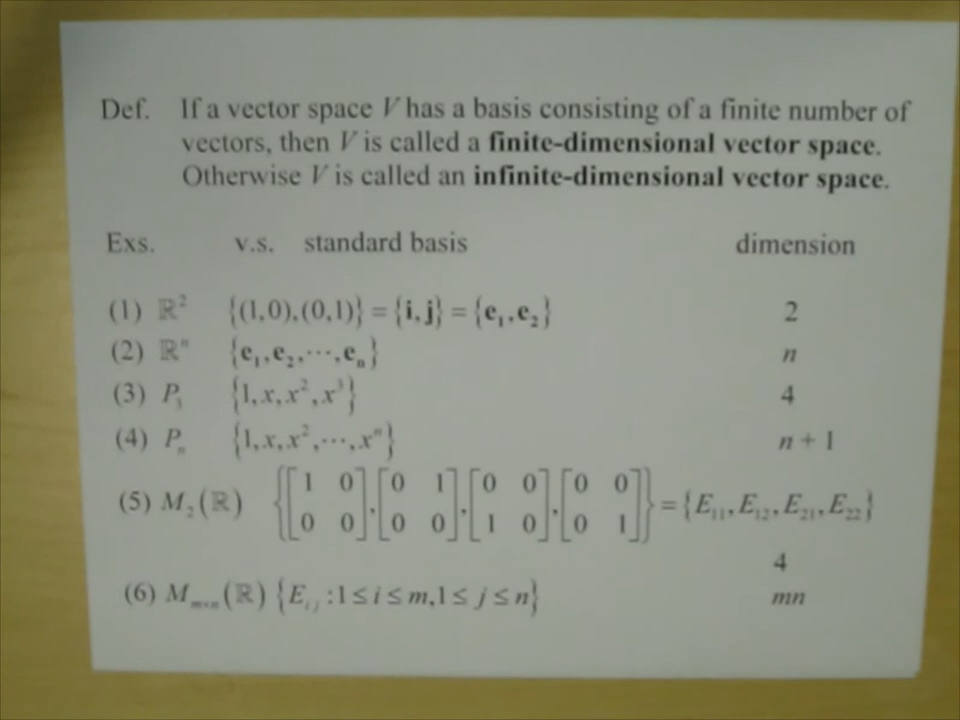 Def. If a vector space V has a basis consisting of a finite number of
vectors, then V is called a finite-dimensional vector space.
Otherwise V is called an infinite-dimensional vector space.
Exs. v.s. standard basis dimension
(1) ℝ² {(1,0),(0,1)} = {i,j} = {e₁,e₂} 2
(2) ℝⁿ {e₁,e₂,⋯,eₙ} n
(3) P₃ {1,x,x²,x³} 4
(4) Pₙ {1,x,x²,⋯,xⁿ} n + 1
(5) M₂(ℝ) {[1 0; 0 0],[0 1; 0 0],[0 0; 1 0],[0 0; 0 1]} = {E₁₁,E₁₂,E₂₁,E₂₂}
4
(6) Mₘₓₙ(ℝ) {Eᵢⱼ :1≤i≤m,1≤j≤n} mn